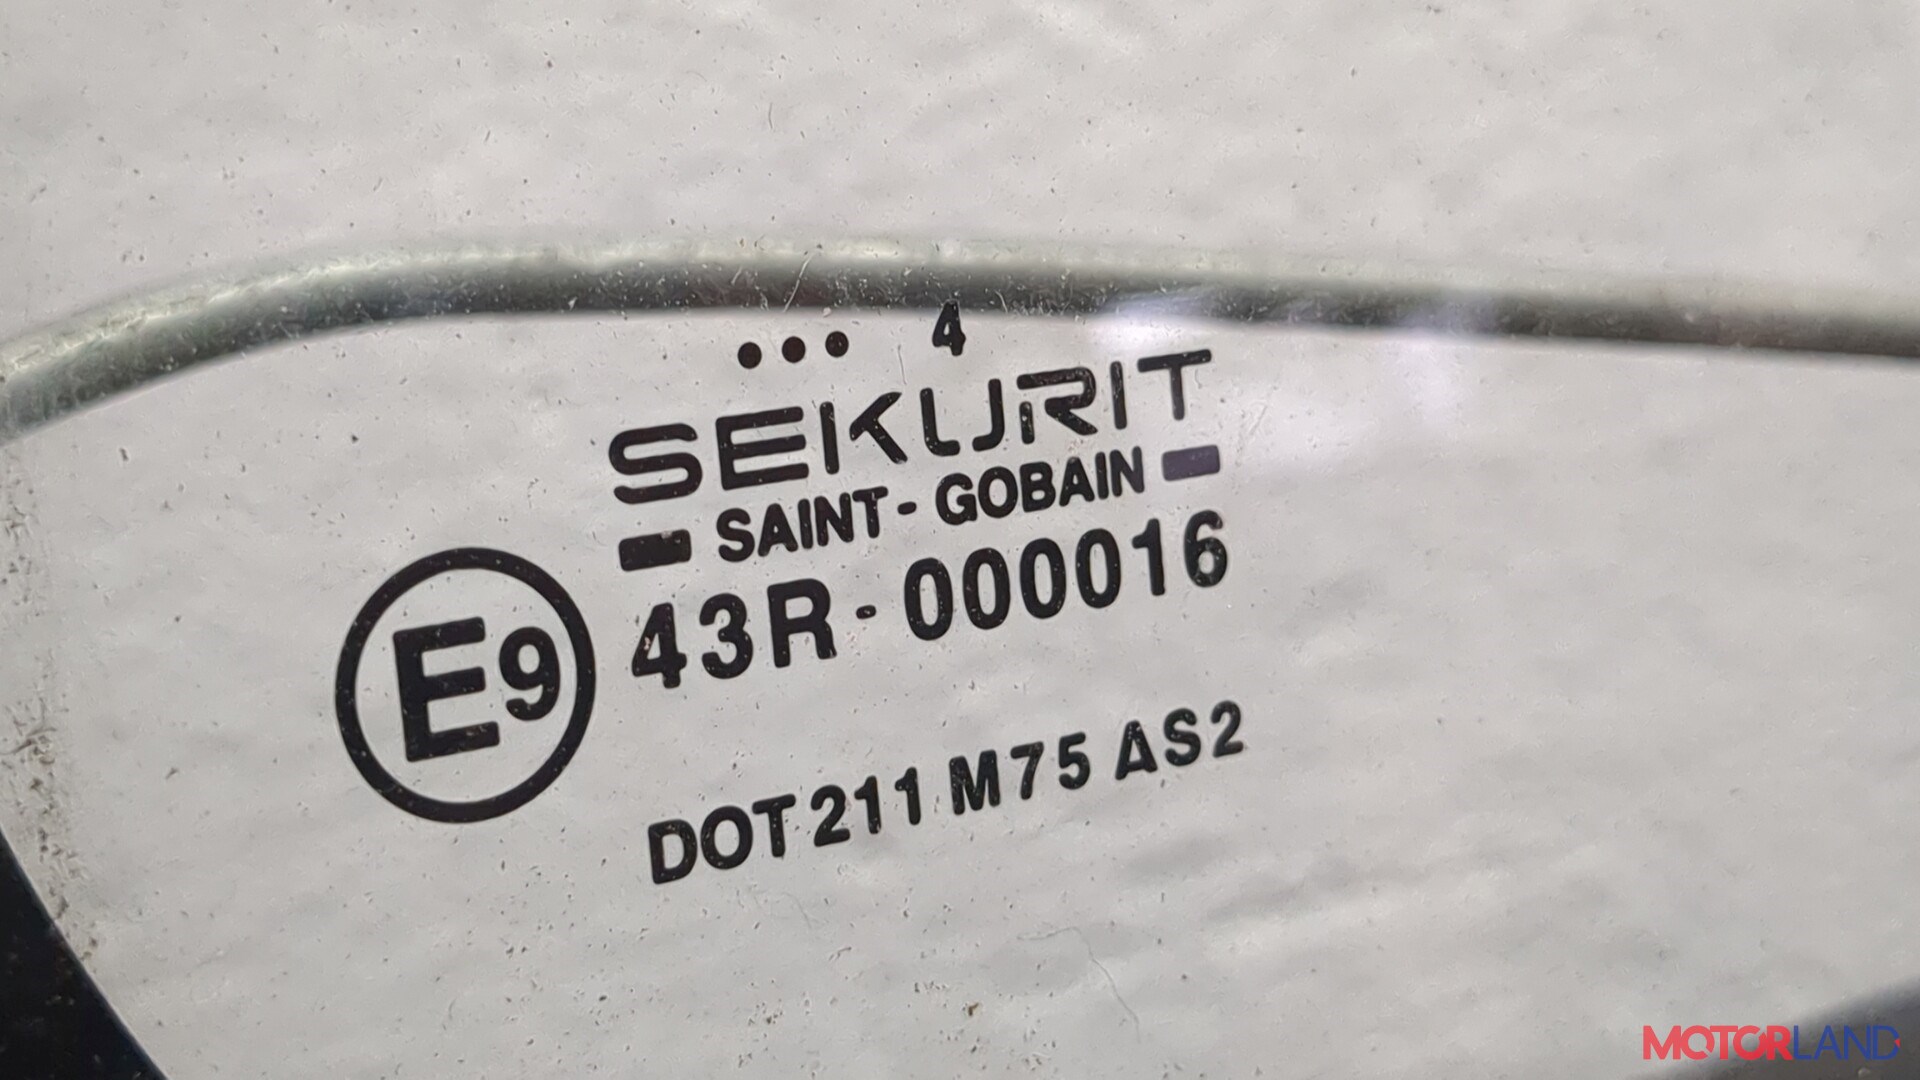 ••• 4
SEKURIT
SAINT-GOBAIN
E9 43R-000016
DOT 211 M75 AS2
MOTORLAND